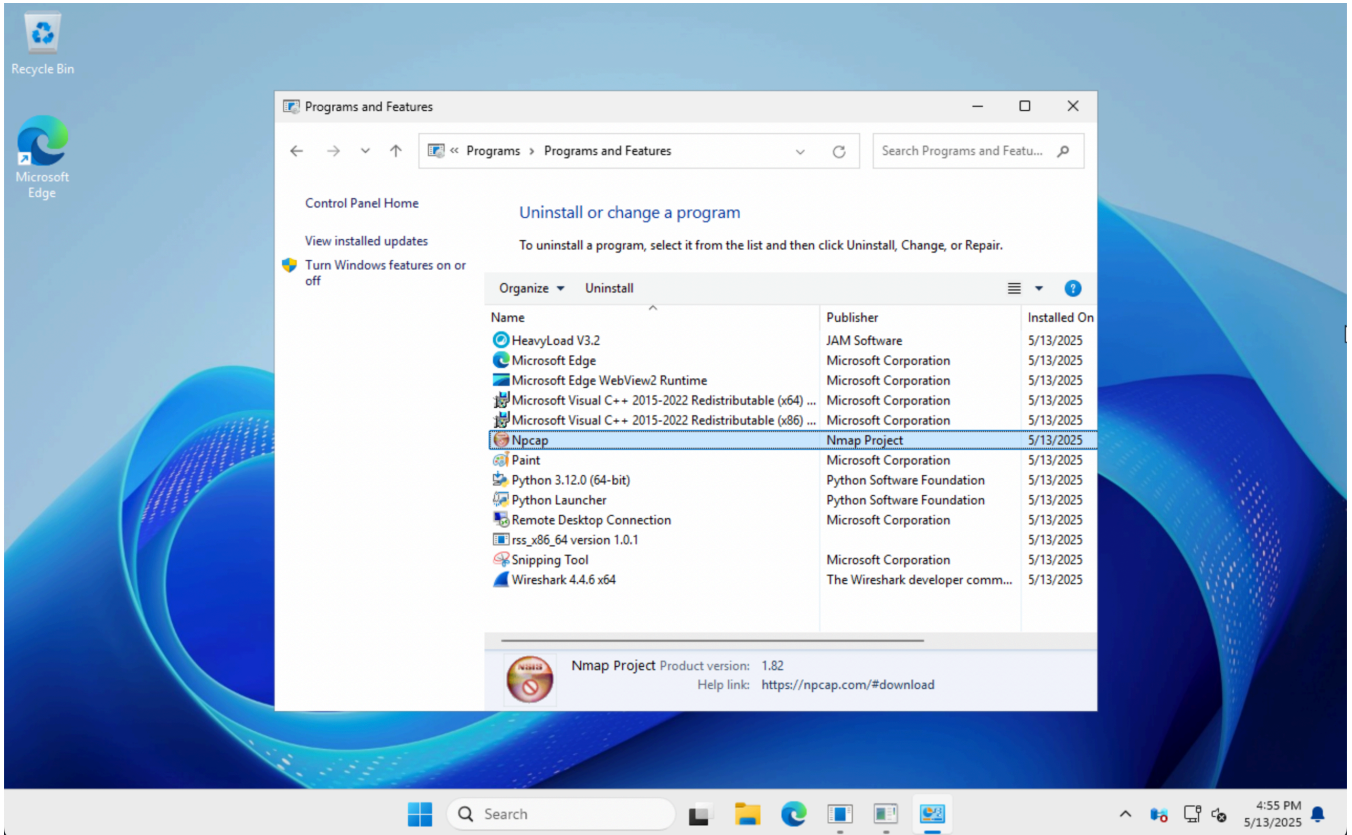 Recycle Bin
Microsoft
Edge
Programs and Features
« Programs › Programs and Features
Search Programs and Featu...
Control Panel Home
View installed updates
Turn Windows features on or
off
Uninstall or change a program
To uninstall a program, select it from the list and then click Uninstall, Change, or Repair.
Organize Uninstall
Name Publisher Installed On
HeavyLoad V3.2 JAM Software 5/13/2025
Microsoft Edge Microsoft Corporation 5/13/2025
Microsoft Edge WebView2 Runtime Microsoft Corporation 5/13/2025
Microsoft Visual C++ 2015-2022 Redistributable (x64) ... Microsoft Corporation 5/13/2025
Microsoft Visual C++ 2015-2022 Redistributable (x86) ... Microsoft Corporation 5/13/2025
Npcap Nmap Project 5/13/2025
Paint Microsoft Corporation 5/13/2025
Python 3.12.0 (64-bit) Python Software Foundation 5/13/2025
Python Launcher Python Software Foundation 5/13/2025
Remote Desktop Connection Microsoft Corporation 5/13/2025
rss_x86_64 version 1.0.1 5/13/2025
Snipping Tool Microsoft Corporation 5/13/2025
Wireshark 4.4.6 x64 The Wireshark developer comm... 5/13/2025
Nmap Project Product version: 1.82
Help link: https://npcap.com/#download
Search
4:55 PM
5/13/2025